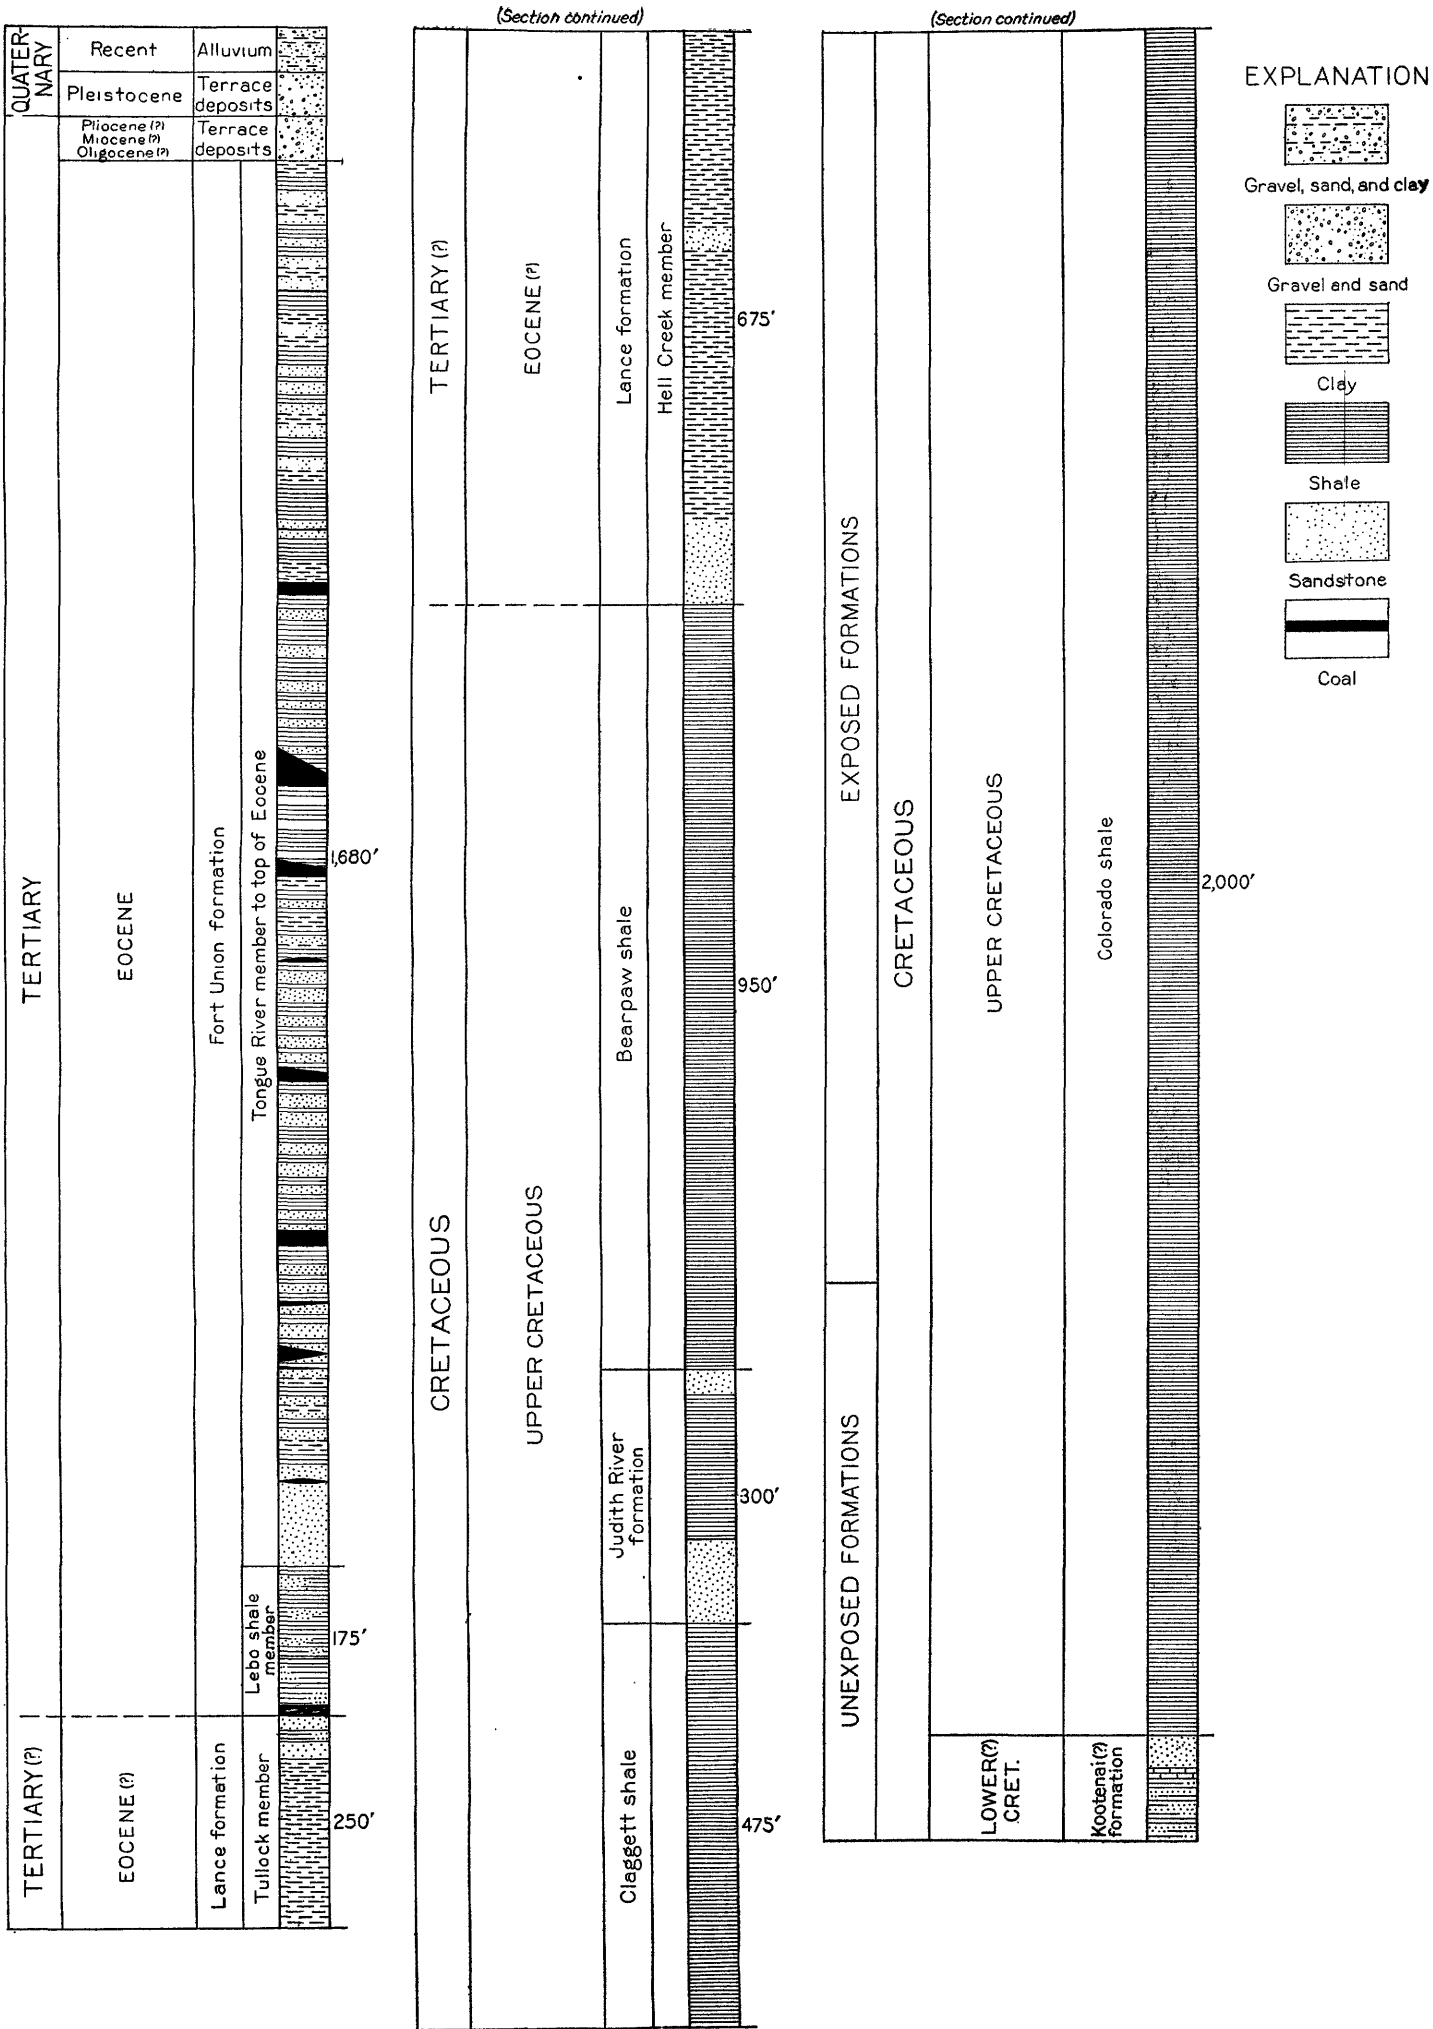 QUATER-
NARY
Recent
Alluvium
Pleistocene
Terrace
deposits
Pliocene (?)
Miocene (?)
Oligocene (?)
Terrace
deposits
TERTIARY
EOCENE
Fort Union formation
Tongue River member to top of Eocene
1,680'
Lebo shale
member
175'
TERTIARY (?)
EOCENE (?)
Lance formation
Tullock member
250'
(Section continued)
TERTIARY (?)
EOCENE (?)
Lance formation
Hell Creek member
675'
CRETACEOUS
UPPER CRETACEOUS
Bearpaw shale
950'
Judith River
formation
300'
Claggett shale
475'
(Section continued)
EXPOSED FORMATIONS
UNEXPOSED FORMATIONS
CRETACEOUS
UPPER CRETACEOUS
Colorado shale
2,000'
LOWER (?)
CRET.
Kootenai (?)
formation
EXPLANATION
Gravel, sand, and clay
Gravel and sand
Clay
Shale
Sandstone
Coal